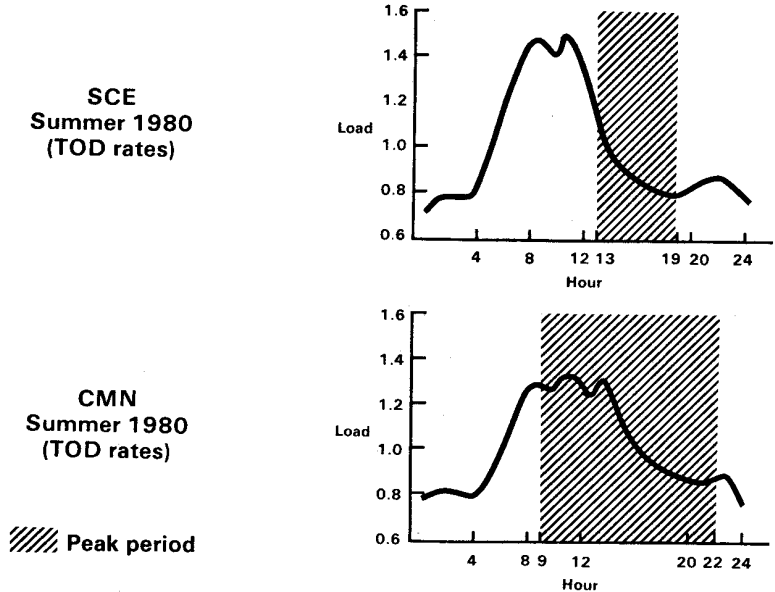 SCE
Summer 1980
(TOD rates)
1.6
1.4
1.2
Load
1.0
0.8
0.6
4 8 12 13 19 20 24
Hour
CMN
Summer 1980
(TOD rates)
1.6
1.4
1.2
Load
1.0
0.8
0.6
4 8 9 12 20 22 24
Hour
Peak period